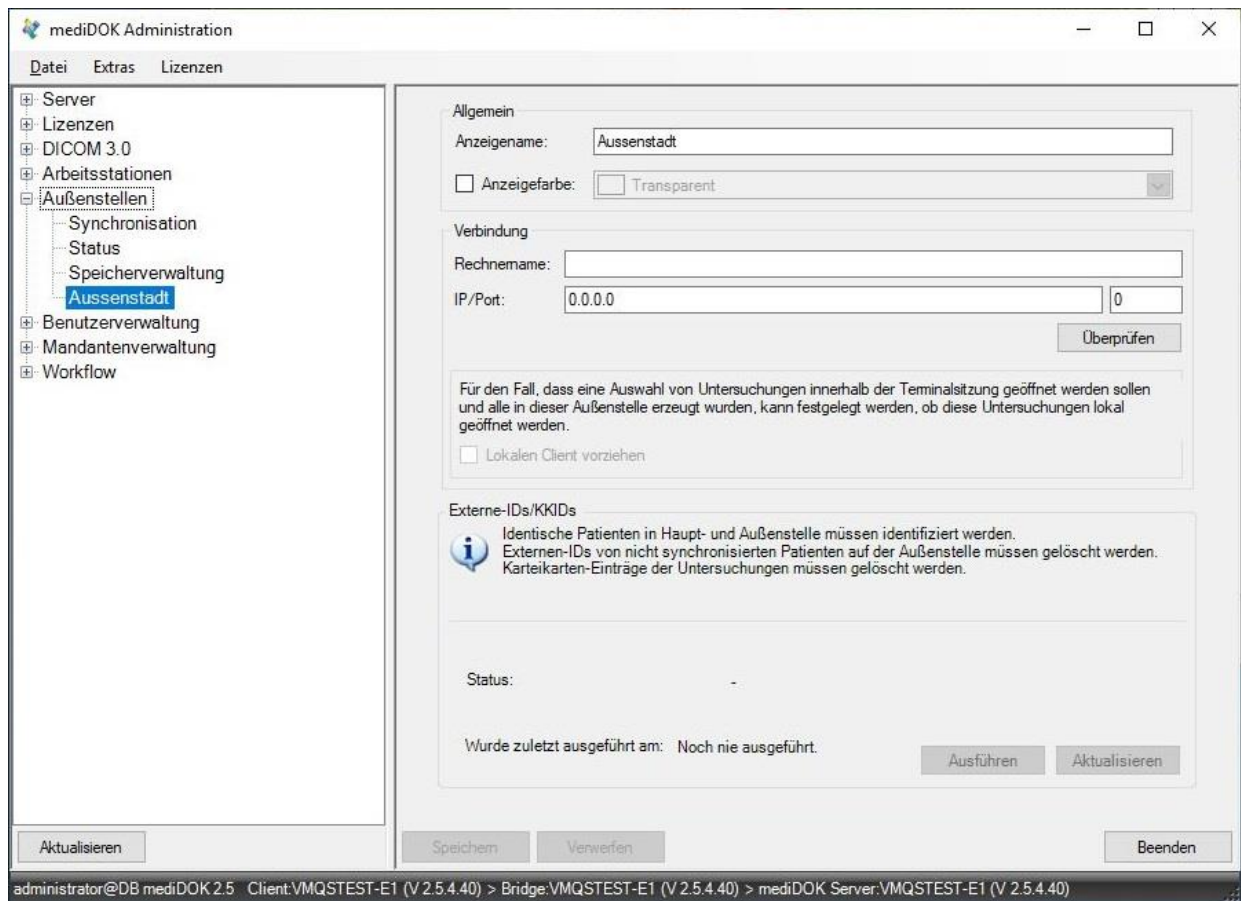 mediDOK Administration
Datei Extras Lizenzen
Server
Lizenzen
DICOM 3.0
Arbeitsstationen
Außenstellen
Synchronisation
Status
Speicherverwaltung
Aussenstadt
Benutzerverwaltung
Mandantenverwaltung
Workflow
Aktualisieren
Allgemein
Anzeigename: Aussenstadt
Anzeigefarbe: Transparent
Verbindung
Rechnername:
IP/Port: 0.0.0.0 0
Überprüfen
Für den Fall, dass eine Auswahl von Untersuchungen innerhalb der Terminalsitzung geöffnet werden sollen
und alle in dieser Außenstelle erzeugt wurden, kann festgelegt werden, ob diese Untersuchungen lokal
geöffnet werden.
Lokalen Client vorziehen
Externe-IDs/KKIDs
Identische Patienten in Haupt- und Außenstelle müssen identifiziert werden.
Externen-IDs von nicht synchronisierten Patienten auf der Außenstelle müssen gelöscht werden.
Karteikarten-Einträge der Untersuchungen müssen gelöscht werden.
Status: -
Wurde zuletzt ausgeführt am: Noch nie ausgeführt.
Ausführen Aktualisieren
Speichern Verwerfen Beenden
administrator@DB mediDOK 2.5 Client:VMQSTEST-E1 (V 2.5.4.40) > Bridge:VMQSTEST-E1 (V 2.5.4.40) > mediDOK Server:VMQSTEST-E1 (V 2.5.4.40)